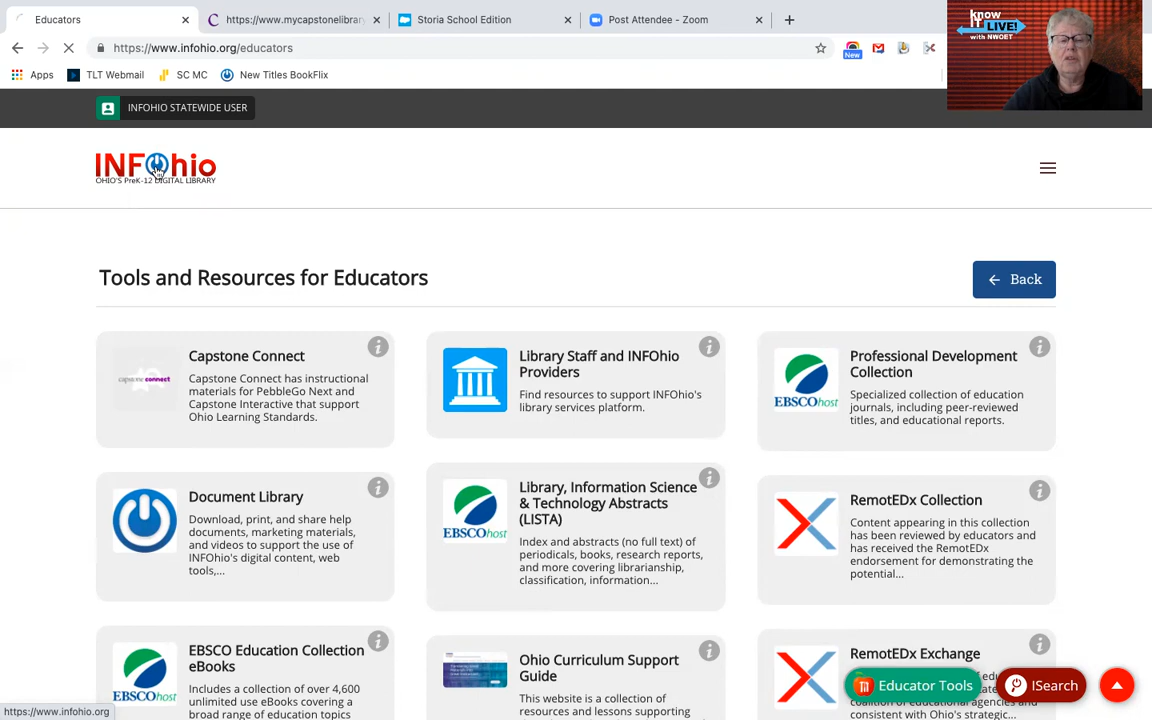 Educators
https://www.mycapstonelibrary
Storia School Edition
Post Attendee - Zoom
https://www.infohio.org/educators
New
Apps
TLT Webmail
SC MC
New Titles BookFlix
know
IT LIVE!
with NWOET
INFOHIO STATEWIDE USER
INFOhio
OHIO'S PreK-12 DIGITAL LIBRARY
Tools and Resources for Educators
Back
capstone connect
Capstone Connect
Capstone Connect has instructional
materials for PebbleGo Next and
Capstone Interactive that support
Ohio Learning Standards.
Library Staff and INFOhio
Providers
Find resources to support INFOhio's
library services platform.
EBSCOhost
Professional Development
Collection
Specialized collection of education
journals, including peer-reviewed
titles, and educational reports.
Document Library
Download, print, and share help
documents, marketing materials,
and videos to support the use of
INFOhio's digital content, web
tools,...
EBSCOhost
Library, Information Science
& Technology Abstracts
(LISTA)
Index and abstracts (no full text) of
periodicals, books, research reports,
and more covering librarianship,
classification, information...
RemotEDx Collection
Content appearing in this collection
has been reviewed by educators and
has received the RemotEDx
endorsement for demonstrating the
potential...
EBSCOhost
EBSCO Education Collection
eBooks
Includes a collection of over 4,600
unlimited use eBooks covering a
broad range of education topics
Ohio Curriculum Support
Guide
This website is a collection of
resources and lessons supporting
RemotEDx Exchange
coalition of educational agencies
consistent with Ohio's strategic...
Educator Tools
ISearch
https://www.infohio.org